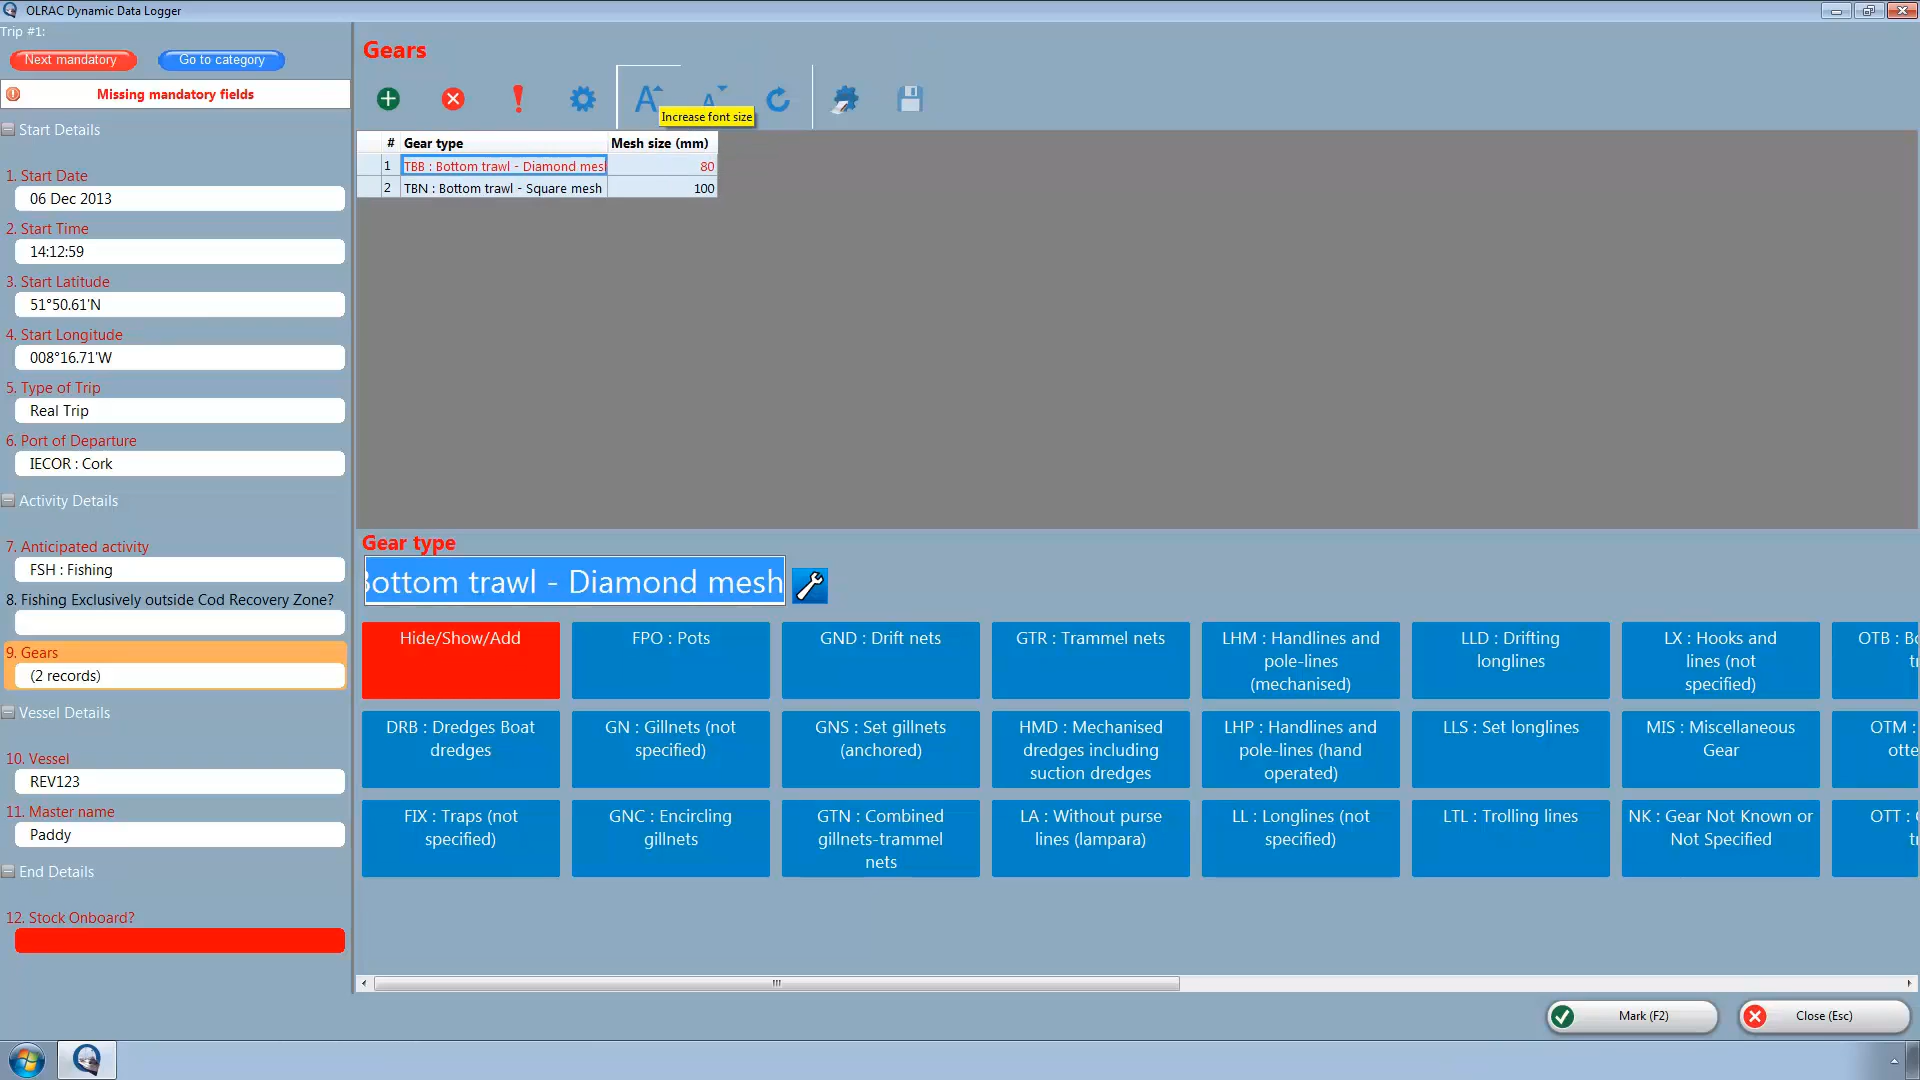 OLRAC Dynamic Data Logger
Trip #1:
Next mandatory
Go to category
Missing mandatory fields
Start Details
1. Start Date
06 Dec 2013
2. Start Time
14:12:59
3. Start Latitude
51°50.61'N
4. Start Longitude
008°16.71'W
5. Type of Trip
Real Trip
6. Port of Departure
IECOR : Cork
Activity Details
7. Anticipated activity
FSH : Fishing
8. Fishing Exclusively outside Cod Recovery Zone?
9. Gears
(2 records)
Vessel Details
10. Vessel
REV123
11. Master name
Paddy
End Details
12. Stock Onboard?
Gears
Increase font size
# Gear type Mesh size (mm)
1 TBB : Bottom trawl - Diamond mesh 80
2 TBN : Bottom trawl - Square mesh 100
Gear type
Bottom trawl - Diamond mesh
Hide/Show/Add
FPO : Pots
GND : Drift nets
GTR : Trammel nets
LHM : Handlines and
pole-lines
(mechanised)
LLD : Drifting
longlines
LX : Hooks and
lines (not
specified)
OTB : Bo
DRB : Dredges Boat
dredges
GN : Gillnets (not
specified)
GNS : Set gillnets
(anchored)
HMD : Mechanised
dredges including
suction dredges
LHP : Handlines and
pole-lines (hand
operated)
LLS : Set longlines
MIS : Miscellaneous
Gear
OTM :
otte
FIX : Traps (not
specified)
GNC : Encircling
gillnets
GTN : Combined
gillnets-trammel
nets
LA : Without purse
lines (lampara)
LL : Longlines (not
specified)
LTL : Trolling lines
NK : Gear Not Known or
Not Specified
OTT :
Mark (F2)
Close (Esc)